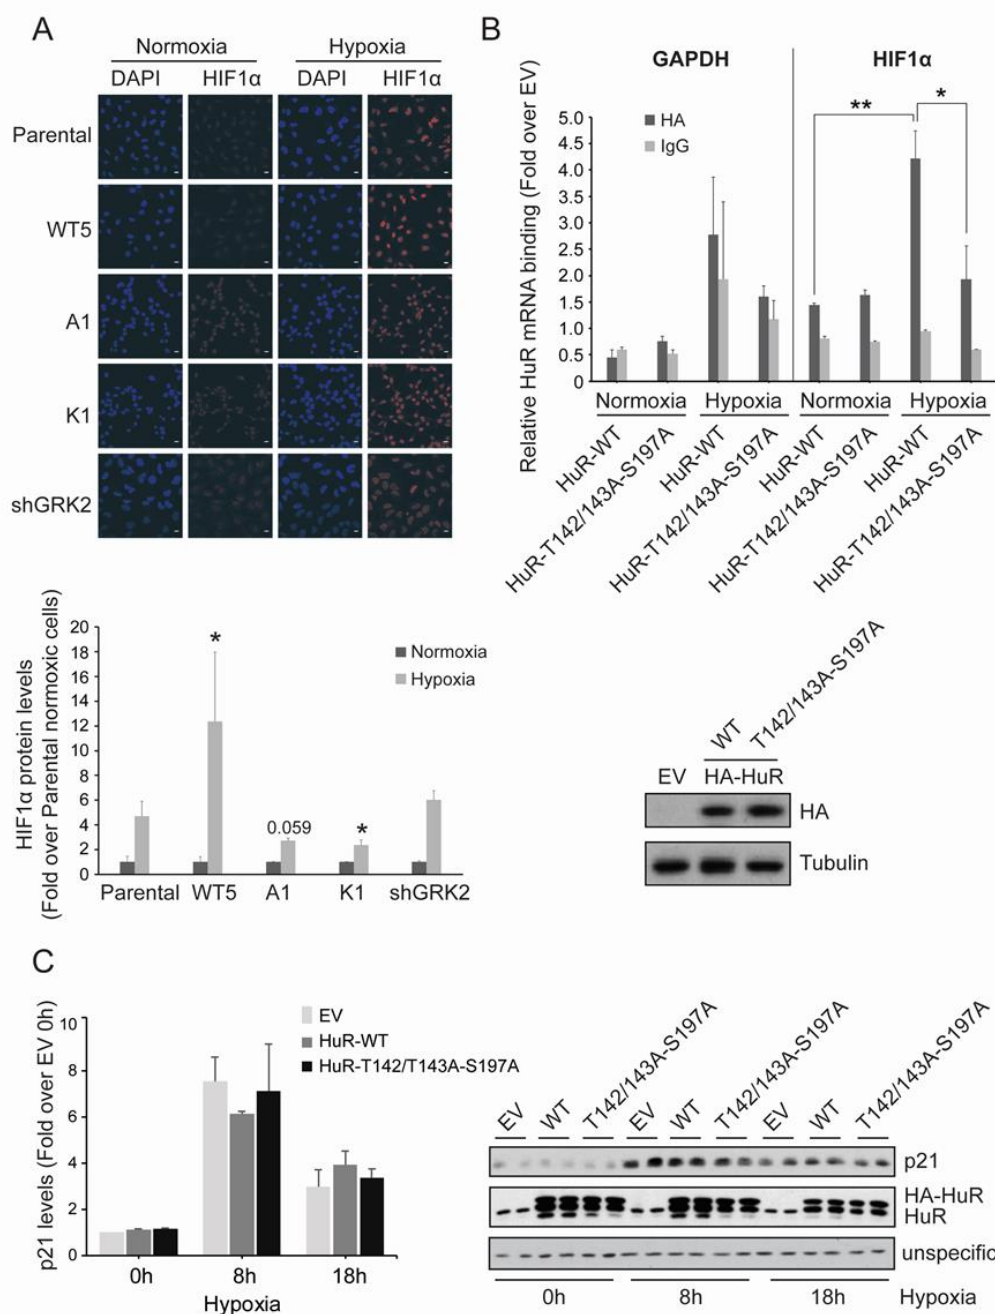 A
Normoxia Hypoxia
DAPI HIF1α DAPI HIF1α
Parental
WT5
A1
K1
shGRK2
HIF1α protein levels
(Fold over Parental normoxic cells)
20
18
16
14
12
10
8
6
4
2
0
*
0.059
*
Normoxia
Hypoxia
Parental WT5 A1 K1 shGRK2
B
GAPDH HIF1α
** *
HA
IgG
Relative HuR mRNA binding (Fold over EV)
5.0
4.5
4.0
3.5
3.0
2.5
2.0
1.5
1.0
0.5
0
Normoxia Hypoxia Normoxia Hypoxia
HuR-WT
HuR-T142/143A-S197A
HuR-WT
HuR-T142/143A-S197A
HuR-WT
HuR-T142/143A-S197A
HuR-WT
HuR-T142/143A-S197A
WT
T142/143A-S197A
EV HA-HuR
HA
Tubulin
C
p21 levels (Fold over EV 0h)
10
8
6
4
2
0
EV
HuR-WT
HuR-T142/T143A-S197A
0h 8h 18h
Hypoxia
EV WT T142/143A-S197A EV WT T142/143A-S197A EV WT T142/143A-S197A
p21
HA-HuR
HuR
unspecific
0h 8h 18h Hypoxia